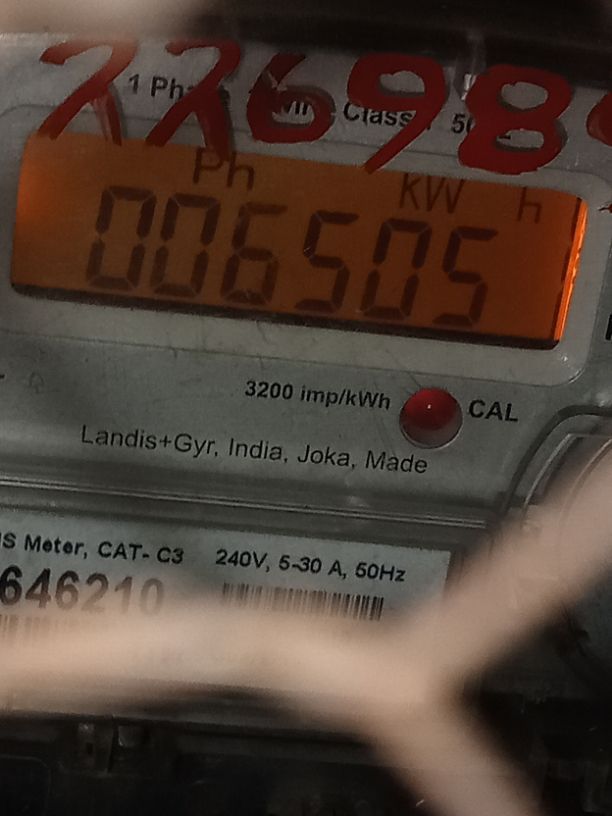 22698
1 Ph Class
Ph kW h
006505
3200 imp/kWh CAL
Landis+Gyr, India, Joka, Made
S Meter, CAT- C3 240V, 5-30 A, 50Hz
646210